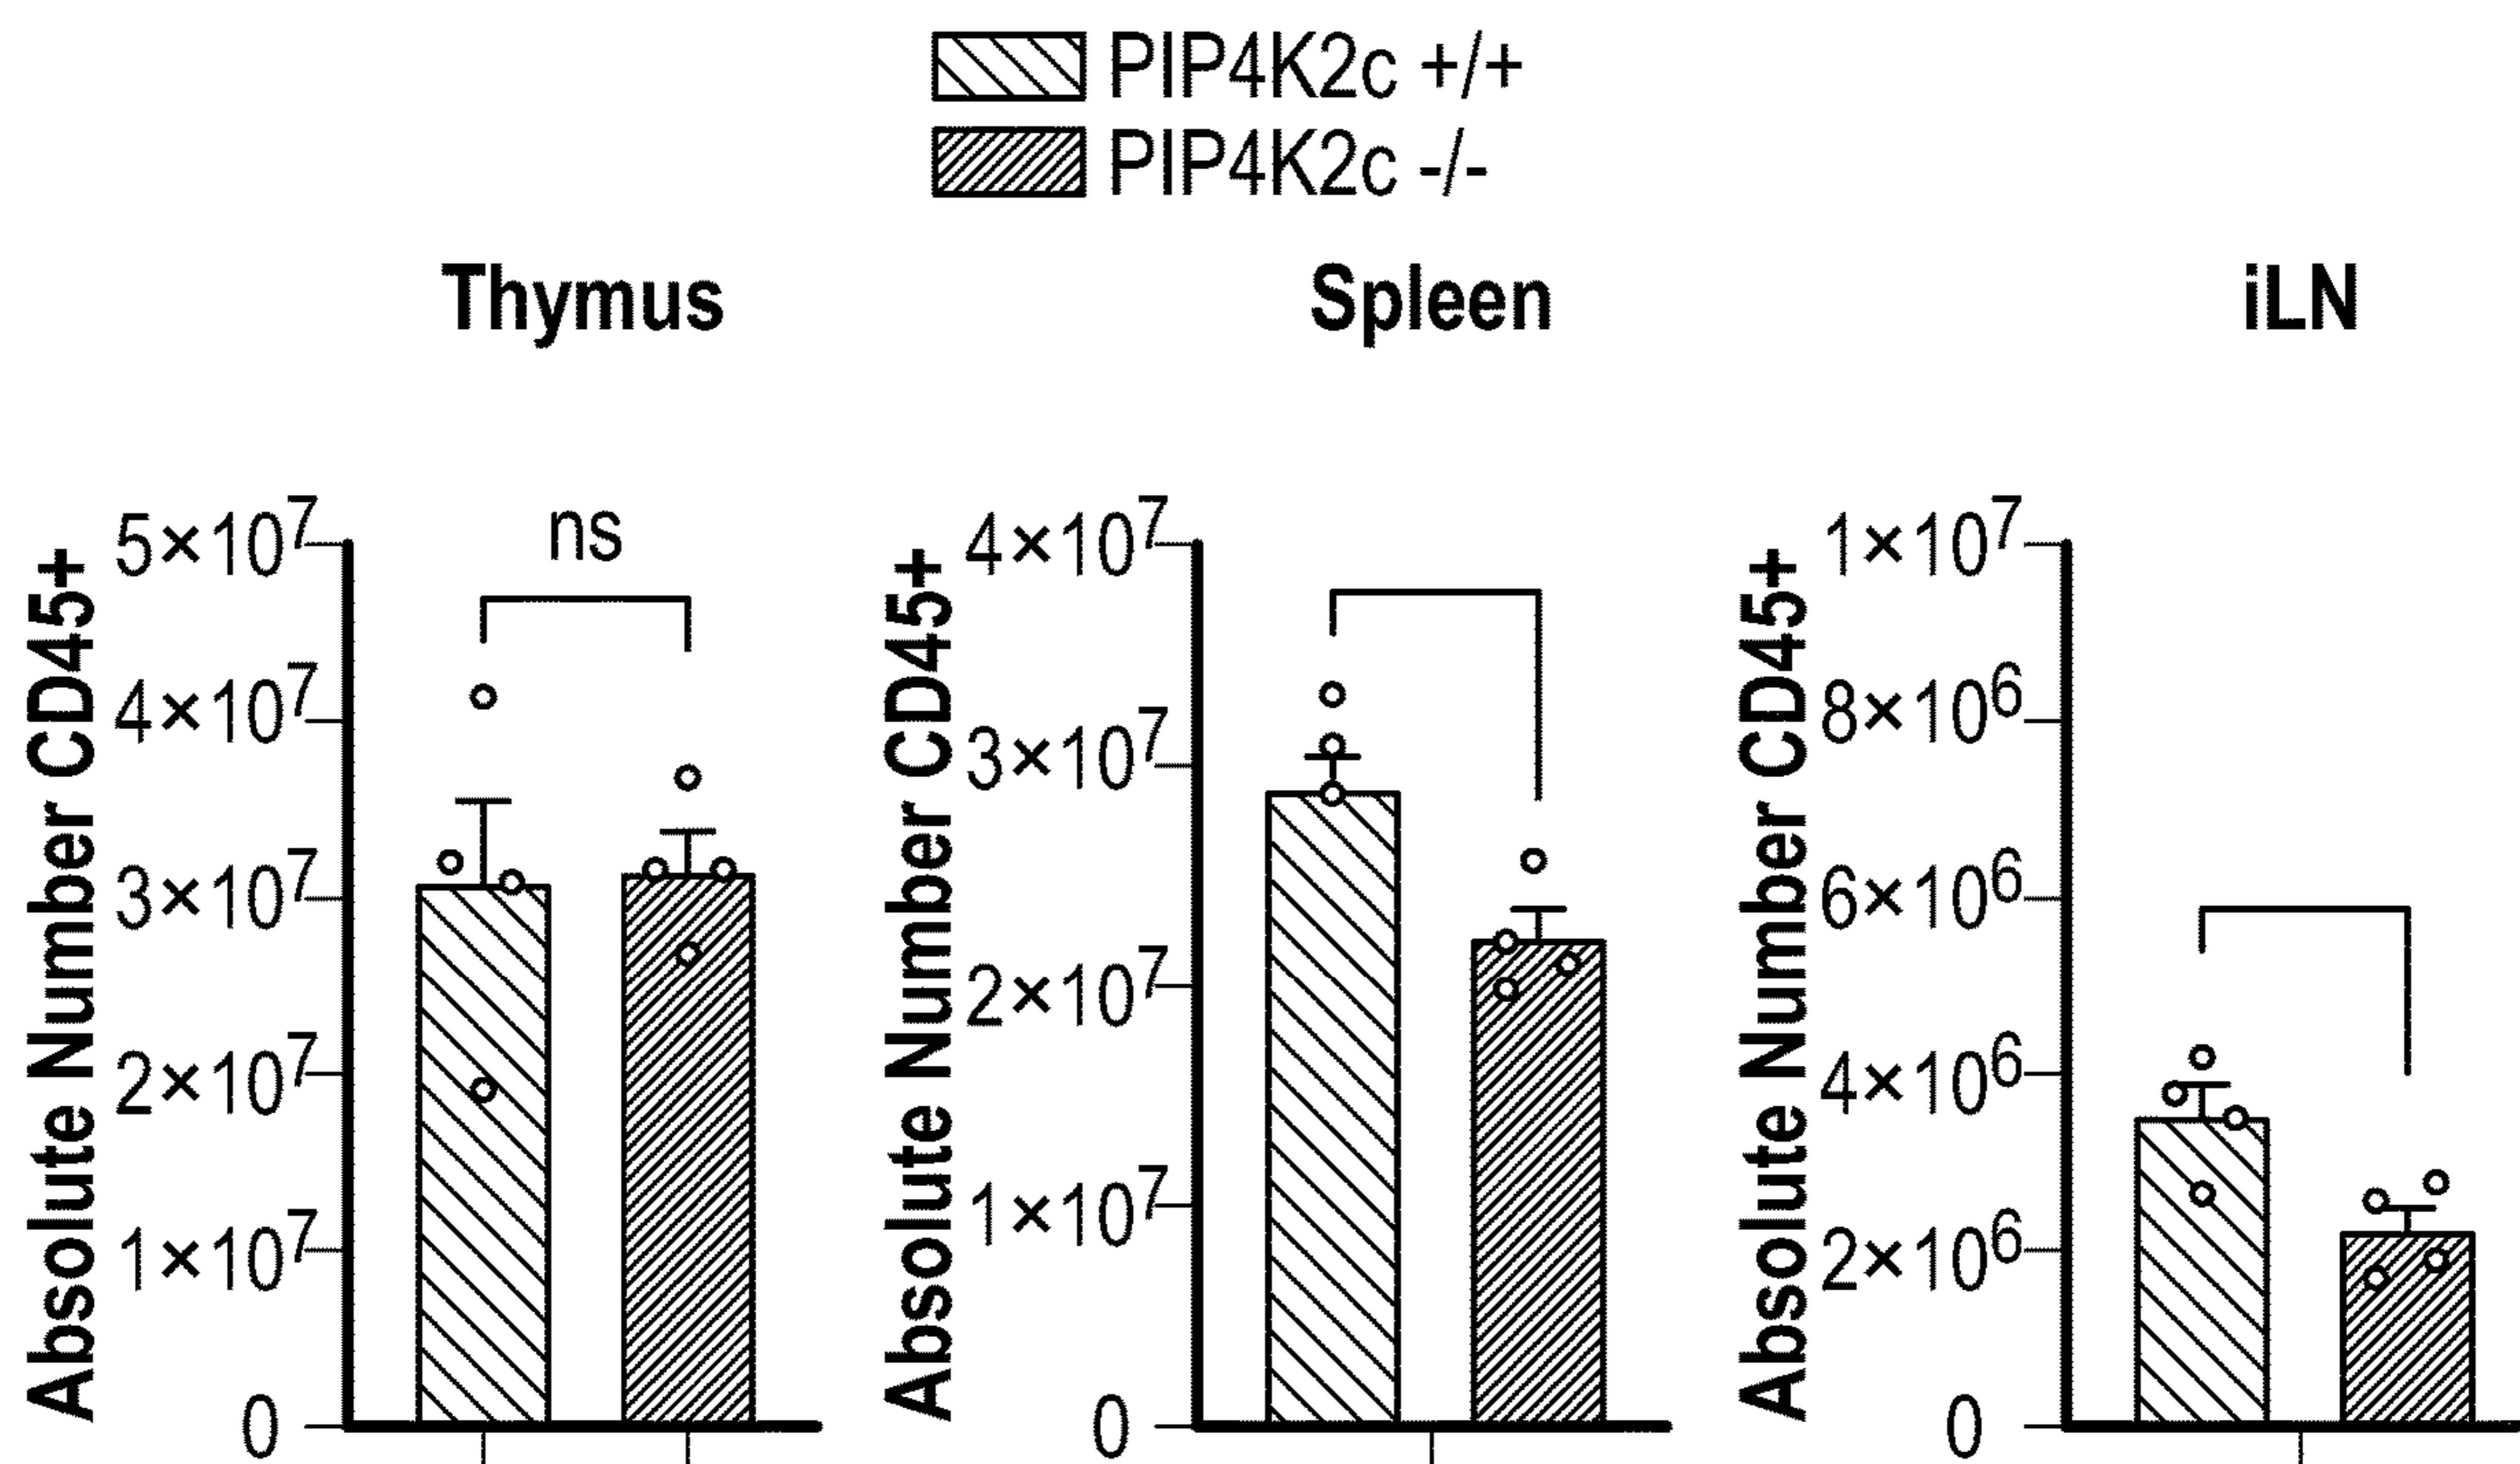 PIP4K2c +/+
PIP4K2c -/-
Thymus
Spleen
iLN
Absolute Number CD45+
5×10⁷
4×10⁷
3×10⁷
2×10⁷
1×10⁷
0
ns
Absolute Number CD45+
4×10⁷
3×10⁷
2×10⁷
1×10⁷
0
Absolute Number CD45+
1×10⁷
8×10⁶
6×10⁶
4×10⁶
2×10⁶
0